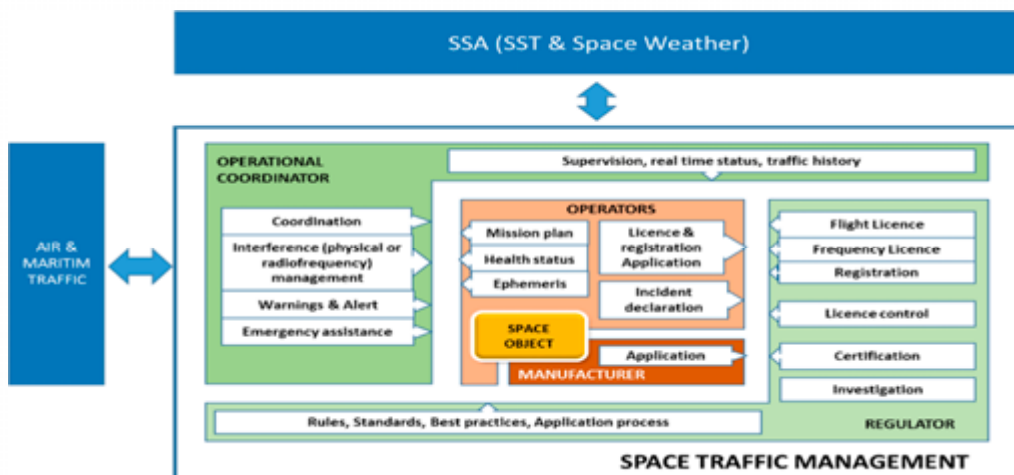 SSA (SST & Space Weather)
AIR &
MARITIM
TRAFFIC
OPERATIONAL
COORDINATOR
Supervision, real time status, traffic history
Coordination
Interference (physical or
radiofrequency)
management
Warnings & Alert
Emergency assistance
OPERATORS
Mission plan
Health status
Ephemeris
Licence &
registration
Application
Incident
declaration
SPACE
OBJECT
Application
MANUFACTURER
Flight Licence
Frequency Licence
Registration
Licence control
Certification
Investigation
REGULATOR
Rules, Standards, Best practices, Application process
SPACE TRAFFIC MANAGEMENT